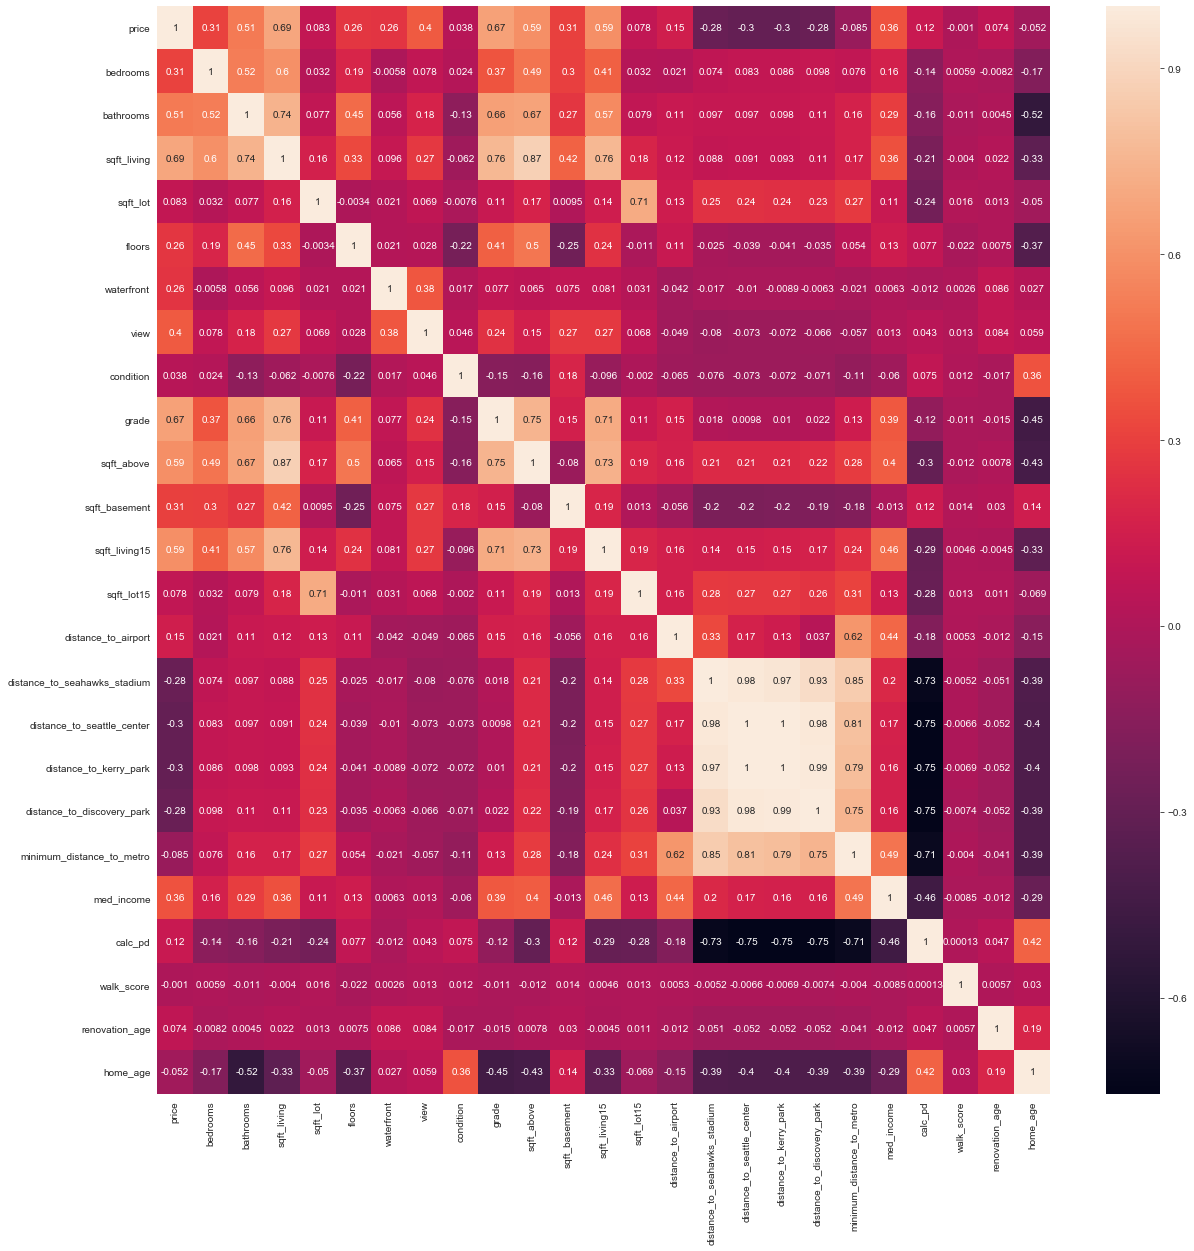 price 1 0.31 0.51 0.69 0.083 0.26 0.26 0.4 0.038 0.67 0.59 0.31 0.59 0.078 0.15 -0.28 -0.3 -0.3 -0.28 -0.085 0.36 0.12 -0.001 0.074 -0.052
bedrooms 0.31 1 0.52 0.6 0.032 0.19 -0.0058 0.078 0.024 0.37 0.49 0.3 0.41 0.032 0.021 0.074 0.083 0.086 0.098 0.076 0.16 -0.14 0.0059 -0.0082 -0.17
bathrooms 0.51 0.52 1 0.74 0.077 0.45 0.056 0.18 -0.13 0.66 0.67 0.27 0.57 0.079 0.11 0.097 0.097 0.098 0.11 0.16 0.29 -0.16 -0.011 0.0045 -0.52
sqft_living 0.69 0.6 0.74 1 0.16 0.33 0.096 0.27 -0.062 0.76 0.87 0.42 0.76 0.18 0.12 0.088 0.091 0.093 0.11 0.17 0.36 -0.21 -0.004 0.022 -0.33
sqft_lot 0.083 0.032 0.077 0.16 1 -0.0034 0.021 0.069 -0.0076 0.11 0.17 0.0095 0.14 0.71 0.13 0.25 0.24 0.24 0.23 0.27 0.11 -0.24 0.016 0.013 -0.05
floors 0.26 0.19 0.45 0.33 -0.0034 1 0.021 0.028 -0.22 0.41 0.5 -0.25 0.24 -0.011 0.11 -0.025 -0.039 -0.041 -0.035 0.054 0.13 0.077 -0.022 0.0075 -0.37
waterfront 0.26 -0.0058 0.056 0.096 0.021 0.021 1 0.38 0.017 0.077 0.065 0.075 0.081 0.031 -0.042 -0.017 -0.01 -0.0089 -0.0063 -0.021 0.0063 -0.012 0.0026 0.086 0.027
view 0.4 0.078 0.18 0.27 0.069 0.028 0.38 1 0.046 0.24 0.15 0.27 0.27 0.068 -0.049 -0.08 -0.073 -0.072 -0.066 -0.057 0.013 0.043 0.013 0.084 0.059
condition 0.038 0.024 -0.13 -0.062 -0.0076 -0.22 0.017 0.046 1 -0.15 -0.16 0.18 -0.096 -0.002 -0.065 -0.076 -0.073 -0.072 -0.071 -0.11 -0.06 0.075 0.012 -0.017 0.36
grade 0.67 0.37 0.66 0.76 0.11 0.41 0.077 0.24 -0.15 1 0.75 0.15 0.71 0.11 0.15 0.018 0.0098 0.01 0.022 0.13 0.39 -0.12 -0.011 -0.015 -0.45
sqft_above 0.59 0.49 0.67 0.87 0.17 0.5 0.065 0.15 -0.16 0.75 1 -0.08 0.73 0.19 0.16 0.21 0.21 0.21 0.22 0.28 0.4 -0.3 -0.012 0.0078 -0.43
sqft_basement 0.31 0.3 0.27 0.42 0.0095 -0.25 0.075 0.27 0.18 0.15 -0.08 1 0.19 0.013 -0.056 -0.2 -0.2 -0.2 -0.19 -0.18 -0.013 0.12 0.014 0.03 0.14
sqft_living15 0.59 0.41 0.57 0.76 0.14 0.24 0.081 0.27 -0.096 0.71 0.73 0.19 1 0.19 0.16 0.14 0.15 0.15 0.17 0.24 0.46 -0.29 0.0046 -0.0045 -0.33
sqft_lot15 0.078 0.032 0.079 0.18 0.71 -0.011 0.031 0.068 -0.002 0.11 0.19 0.013 0.19 1 0.16 0.28 0.27 0.27 0.26 0.31 0.13 -0.28 0.013 0.011 -0.069
distance_to_airport 0.15 0.021 0.11 0.12 0.13 0.11 -0.042 -0.049 -0.065 0.15 0.16 -0.056 0.16 0.16 1 0.33 0.17 0.13 0.037 0.62 0.44 -0.18 0.0053 -0.012 -0.15
distance_to_seahawks_stadium -0.28 0.074 0.097 0.088 0.25 -0.025 -0.017 -0.08 -0.076 0.018 0.21 -0.2 0.14 0.28 0.33 1 0.98 0.97 0.93 0.85 0.2 -0.73 -0.0052 -0.051 -0.39
distance_to_seattle_center -0.3 0.083 0.097 0.091 0.24 -0.039 -0.01 -0.073 -0.073 0.0098 0.21 -0.2 0.15 0.27 0.17 0.98 1 1 0.98 0.81 0.17 -0.75 -0.0066 -0.052 -0.4
distance_to_kerry_park -0.3 0.086 0.098 0.093 0.24 -0.041 -0.0089 -0.072 -0.072 0.01 0.21 -0.2 0.15 0.27 0.13 0.97 1 1 0.99 0.79 0.16 -0.75 -0.0069 -0.052 -0.4
distance_to_discovery_park -0.28 0.098 0.11 0.11 0.23 -0.035 -0.0063 -0.066 -0.071 0.022 0.22 -0.19 0.17 0.26 0.037 0.93 0.98 0.99 1 0.75 0.16 -0.75 -0.0074 -0.052 -0.39
minimum_distance_to_metro -0.085 0.076 0.16 0.17 0.27 0.054 -0.021 -0.057 -0.11 0.13 0.28 -0.18 0.24 0.31 0.62 0.85 0.81 0.79 0.75 1 0.49 -0.71 -0.004 -0.041 -0.39
med_income 0.36 0.16 0.29 0.36 0.11 0.13 0.0063 0.013 -0.06 0.39 0.4 -0.013 0.46 0.13 0.44 0.2 0.17 0.16 0.16 0.49 1 -0.46 -0.0085 -0.012 -0.29
calc_pd 0.12 -0.14 -0.16 -0.21 -0.24 0.077 -0.012 0.043 0.075 -0.12 -0.3 0.12 -0.29 -0.28 -0.18 -0.73 -0.75 -0.75 -0.75 -0.71 -0.46 1 0.00013 0.047 0.42
walk_score -0.001 0.0059 -0.011 -0.004 0.016 -0.022 0.0026 0.013 0.012 -0.011 -0.012 0.014 0.0046 0.013 0.0053 -0.0052 -0.0066 -0.0069 -0.0074 -0.004 -0.0085 0.00013 1 0.0057 0.03
renovation_age 0.074 -0.0082 0.0045 0.022 0.013 0.0075 0.086 0.084 -0.017 -0.015 0.0078 0.03 -0.0045 0.011 -0.012 -0.051 -0.052 -0.052 -0.052 -0.041 -0.012 0.047 0.0057 1 0.19
home_age -0.052 -0.17 -0.52 -0.33 -0.05 -0.37 0.027 0.059 0.36 -0.45 -0.43 0.14 -0.33 -0.069 -0.15 -0.39 -0.4 -0.4 -0.39 -0.39 -0.29 0.42 0.03 0.19 1
price
bedrooms
bathrooms
sqft_living
sqft_lot
floors
waterfront
view
condition
grade
sqft_above
sqft_basement
sqft_living15
sqft_lot15
distance_to_airport
distance_to_seahawks_stadium
distance_to_seattle_center
distance_to_kerry_park
distance_to_discovery_park
minimum_distance_to_metro
med_income
calc_pd
walk_score
renovation_age
home_age
0.9
0.6
0.3
0.0
-0.3
-0.6